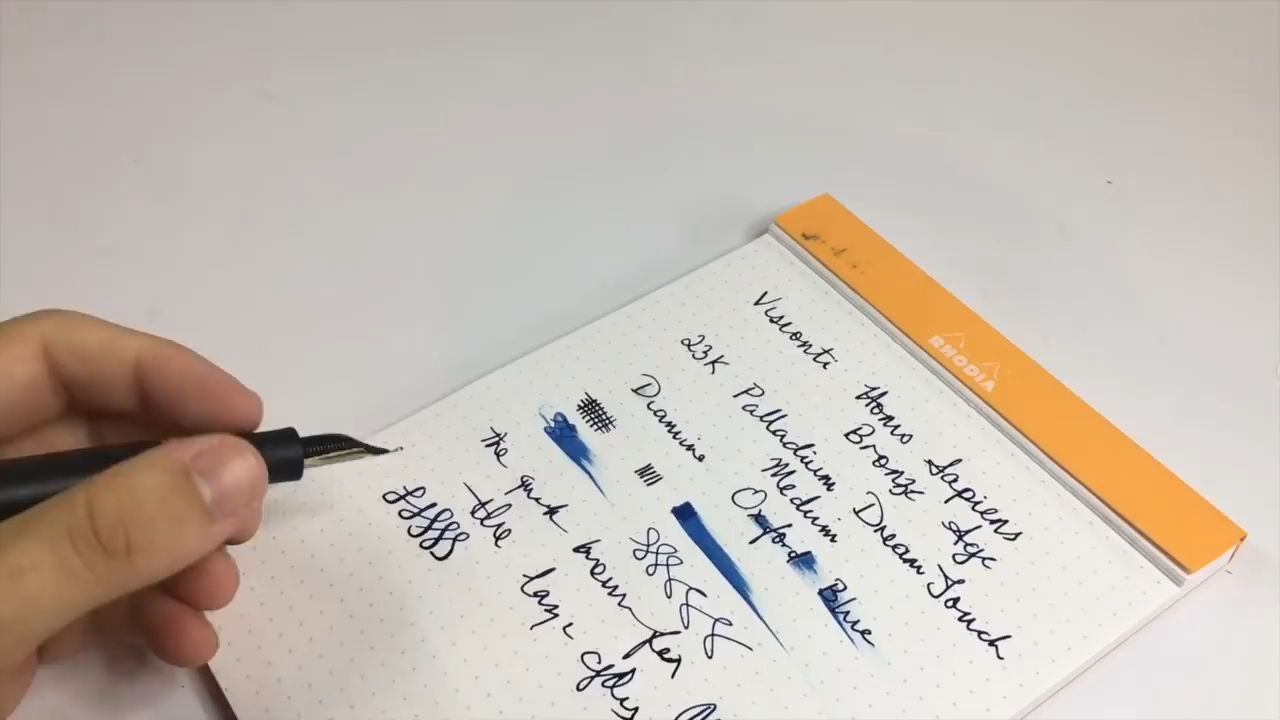 RHODIA
Visconti Homo Sapiens
Bronze Age
23K Palladium Dream Touch
Medium
Diamine Oxford Blue
the quick brown fox
the lazy dog